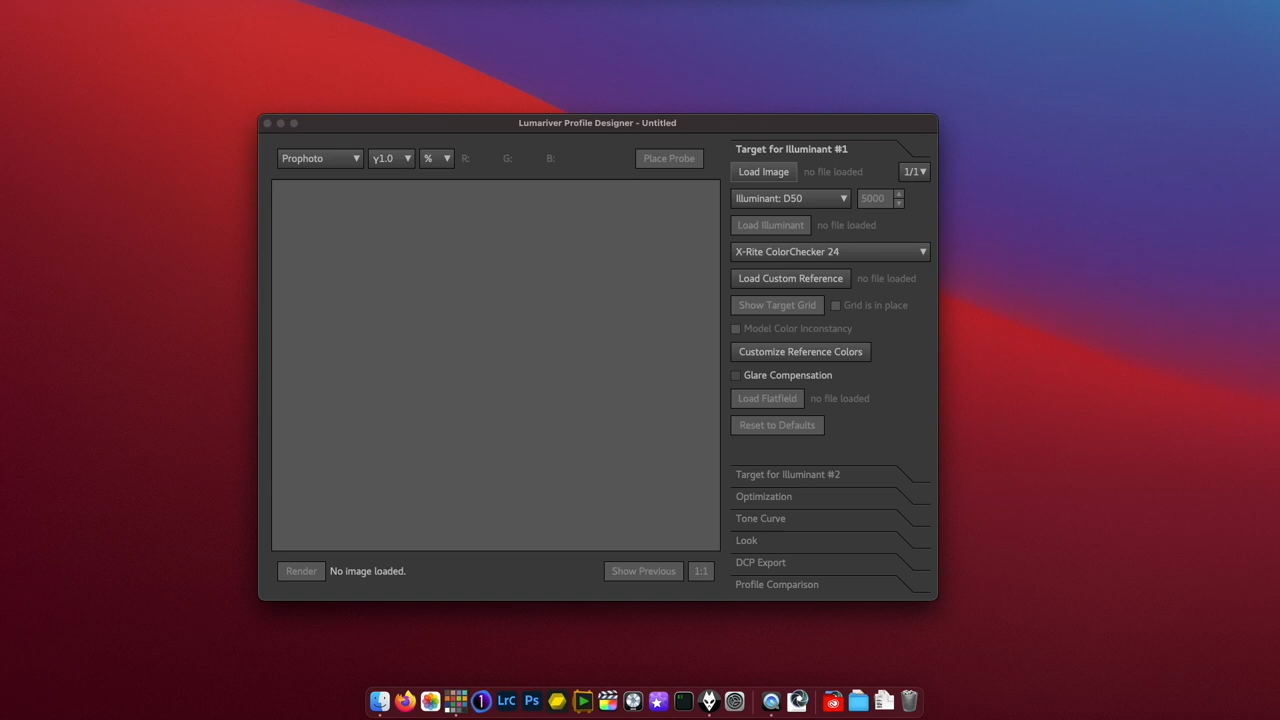 Lumariver Profile Designer - Untitled
Prophoto γ1.0 % R: G: B: Place Probe
Target for Illuminant #1
Load Image no file loaded 1/1
Illuminant: D50 5000
Load Illuminant no file loaded
X-Rite ColorChecker 24
Load Custom Reference no file loaded
Show Target Grid Grid is in place
Model Color Inconstancy
Customize Reference Colors
Glare Compensation
Load Flatfield no file loaded
Reset to Defaults
Target for Illuminant #2
Optimization
Tone Curve
Look
DCP Export
Profile Comparison
Render No image loaded. Show Previous 1:1
1 LrC Ps